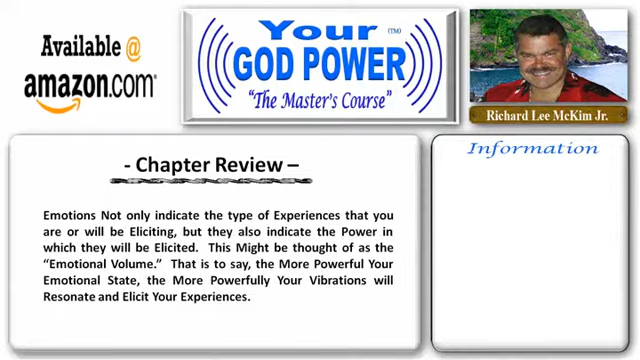 Available @
amazon.com
Your (TM)
GOD POWER
"The Master's Course"
Richard Lee McKim Jr.
- Chapter Review –
Emotions Not only indicate the type of Experiences that you
are or will be Eliciting, but they also indicate the Power in
which they will be Elicited. This Might be thought of as the
“Emotional Volume.” That is to say, the More Powerful Your
Emotional State, the More Powerfully Your Vibrations will
Resonate and Elicit Your Experiences.
Information